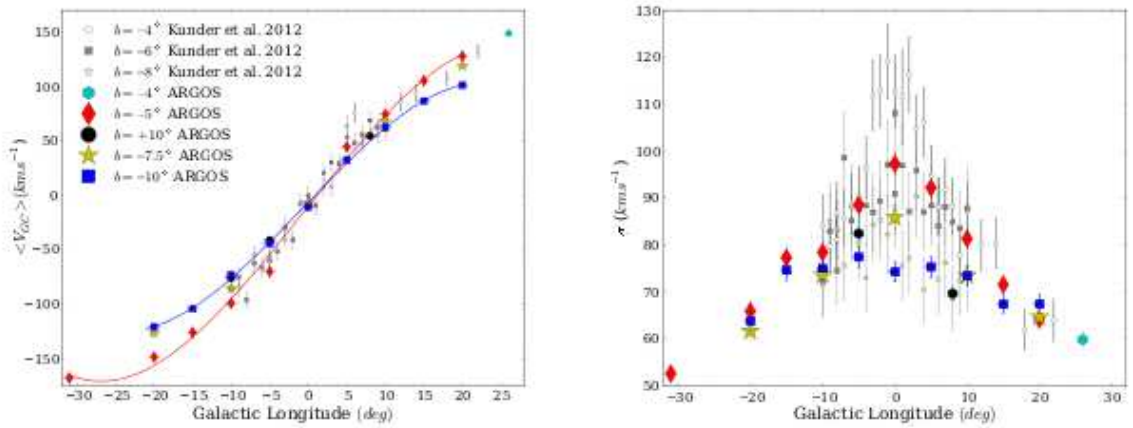 150
100
50
0
−50
−100
−150
<V_GC> (kms⁻¹)
b = −4° Kunder et al. 2012
b = −6° Kunder et al. 2012
b = −8° Kunder et al. 2012
b = −4° ARGOS
b = −5° ARGOS
b = +10° ARGOS
b = −7.5° ARGOS
b = −10° ARGOS
−30 −25 −20 −15 −10 −5 0 5 10 15 20 25
Galactic Longitude (deg)
130
120
110
100
90
80
70
60
50
σ (kms⁻¹)
−30 −20 −10 0 10 20 30
Galactic Longitude (deg)